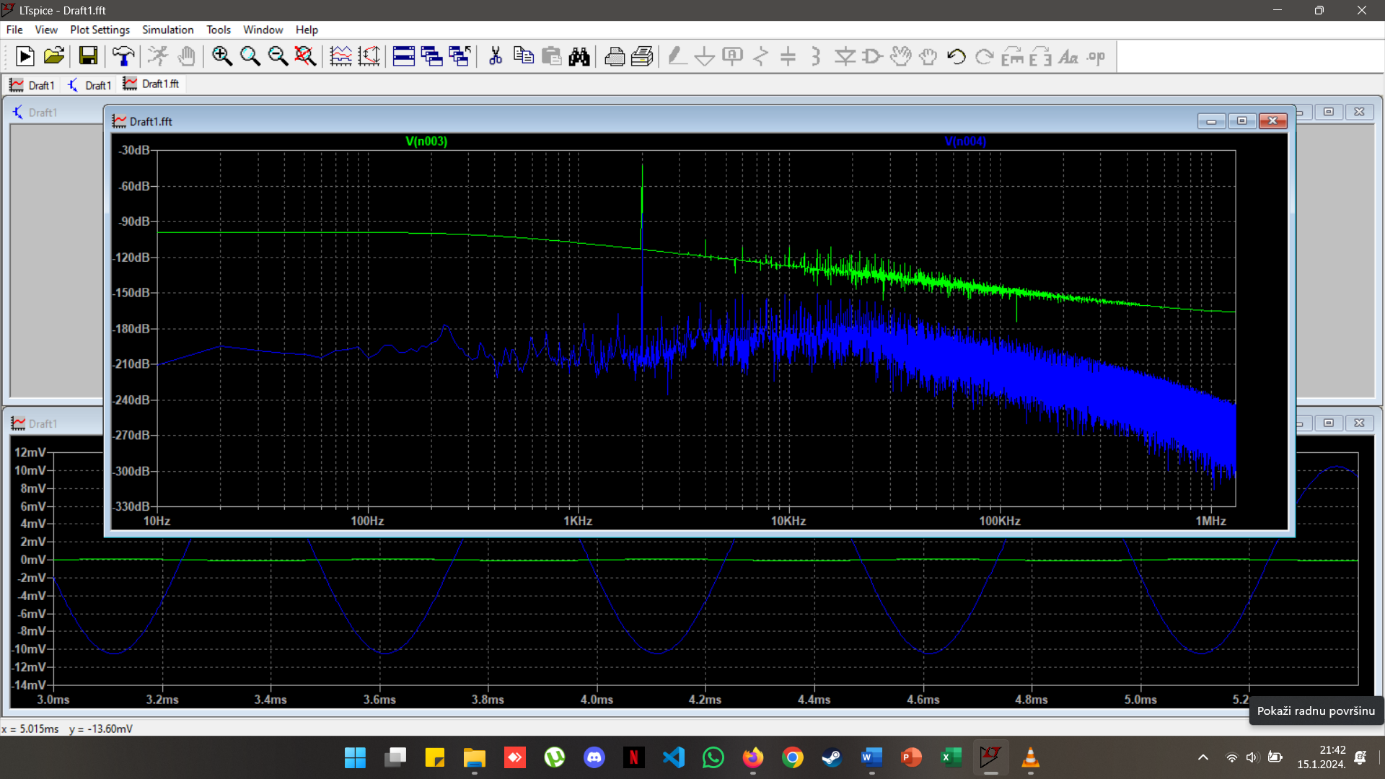 LTspice - Draft1.fft
File View Plot Settings Simulation Tools Window Help
Draft1 Draft1 Draft1.fft
Draft1
Draft1.fft
V(n003) V(n004)
-30dB
-60dB
-90dB
-120dB
-150dB
-180dB
-210dB
-240dB
-270dB
-300dB
-330dB
10Hz 100Hz 1KHz 10KHz 100KHz 1MHz
Draft1
12mV
10mV
8mV
6mV
4mV
2mV
0mV
-2mV
-4mV
-6mV
-8mV
-10mV
-12mV
-14mV
3.0ms 3.2ms 3.4ms 3.6ms 3.8ms 4.0ms 4.2ms 4.4ms 4.6ms 4.8ms 5.0ms
Pokaži radnu površinu
x = 5.015ms y = -13.60mV
21:42
15.1.2024.